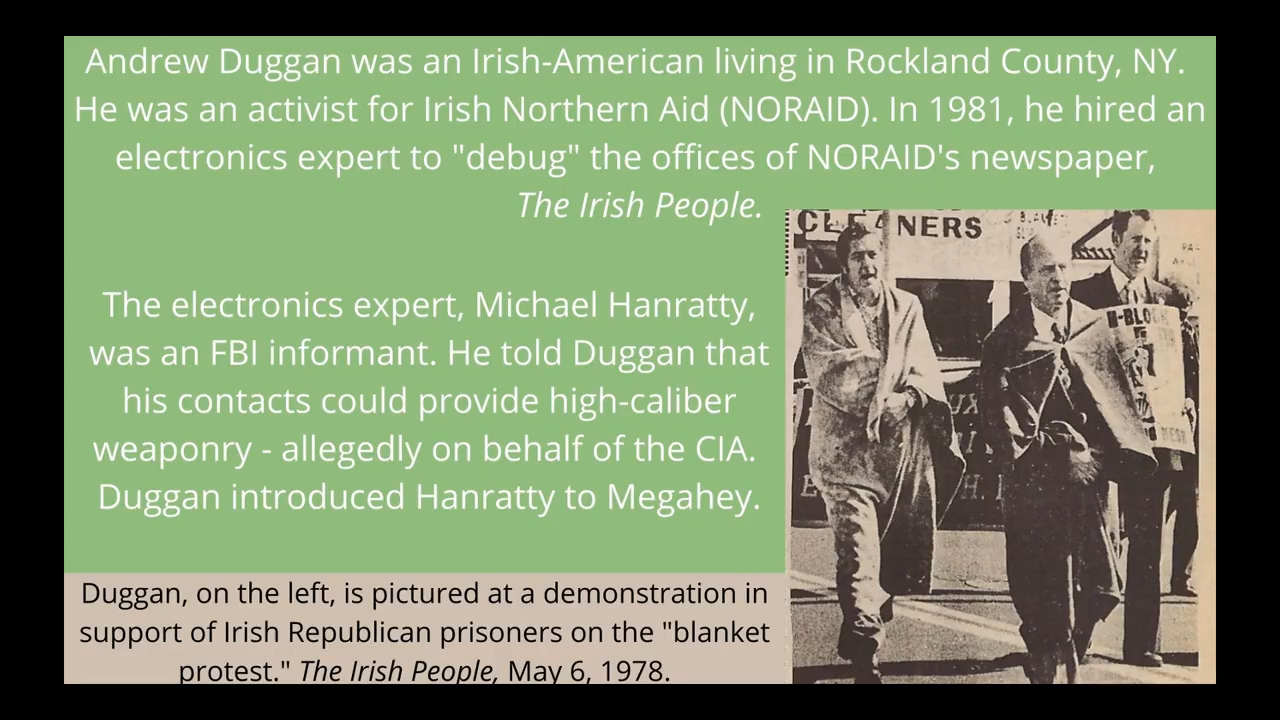 Andrew Duggan was an Irish-American living in Rockland County, NY.
He was an activist for Irish Northern Aid (NORAID). In 1981, he hired an
electronics expert to "debug" the offices of NORAID's newspaper,
The Irish People.
The electronics expert, Michael Hanratty,
was an FBI informant. He told Duggan that
his contacts could provide high-caliber
weaponry - allegedly on behalf of the CIA.
Duggan introduced Hanratty to Megahey.
CLEANERS
H-BLOCK
Duggan, on the left, is pictured at a demonstration in
support of Irish Republican prisoners on the "blanket
protest." The Irish People, May 6, 1978.